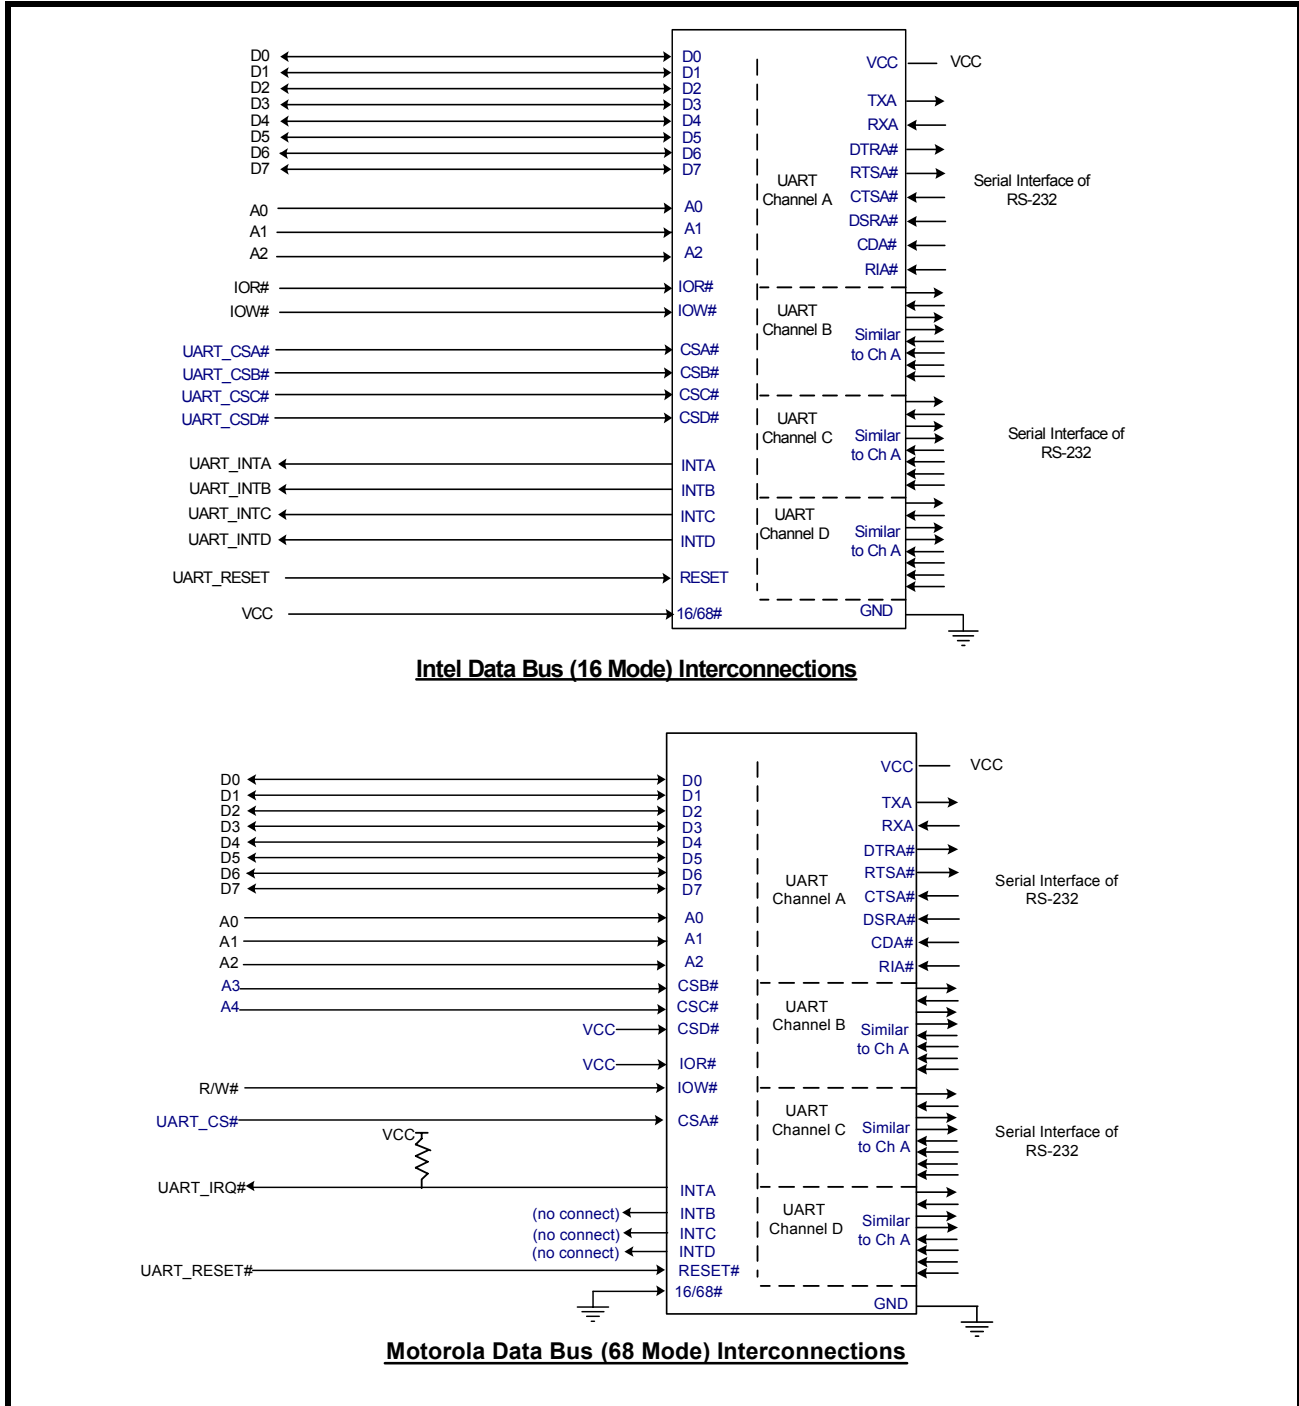 D0
D1
D2
D3
D4
D5
D6
D7
A0
A1
A2
IOR#
IOW#
UART_CSA#
UART_CSB#
UART_CSC#
UART_CSD#
UART_INTA
UART_INTB
UART_INTC
UART_INTD
UART_RESET
VCC
D0
D1
D2
D3
D4
D5
D6
D7
A0
A1
A2
IOR#
IOW#
CSA#
CSB#
CSC#
CSD#
INTA
INTB
INTC
INTD
RESET
16/68#
UART
Channel A
UART
Channel B
UART
Channel C
UART
Channel D
VCC
TXA
RXA
DTRA#
RTSA#
CTSA#
DSRA#
CDA#
RIA#
Similar
to Ch A
Similar
to Ch A
Similar
to Ch A
GND
VCC
Serial Interface of
RS-232
Serial Interface of
RS-232
Intel Data Bus (16 Mode) Interconnections
D0
D1
D2
D3
D4
D5
D6
D7
A0
A1
A2
A3
A4
VCC
VCC
R/W#
UART_CS#
VCC
UART_IRQ#
(no connect)
(no connect)
(no connect)
UART_RESET#
D0
D1
D2
D3
D4
D5
D6
D7
A0
A1
A2
CSB#
CSC#
CSD#
IOR#
IOW#
CSA#
INTA
INTB
INTC
INTD
RESET#
16/68#
UART
Channel A
UART
Channel B
UART
Channel C
UART
Channel D
VCC
TXA
RXA
DTRA#
RTSA#
CTSA#
DSRA#
CDA#
RIA#
Similar
to Ch A
Similar
to Ch A
Similar
to Ch A
GND
VCC
Serial Interface of
RS-232
Serial Interface of
RS-232
Motorola Data Bus (68 Mode) Interconnections